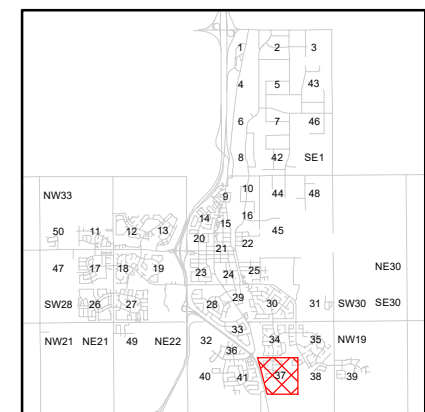 1 2 3
4 5 43
6 7 46
8 42 SE1
NW33 9 10 44 48
14 15 16
50 11 12 13 20 45
21 22
47 17 18 19 23 24 25 NE30
SW28 26 27 28 29 30 31 SW30 SE30
33
NW21 NE21 49 NE22 32 34 35 NW19
36
40 41 37 38 39